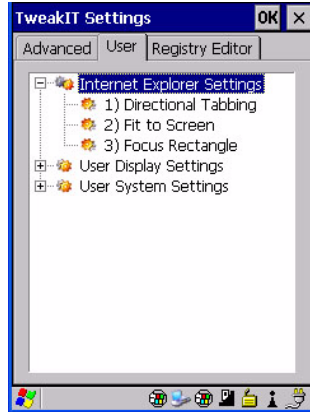 TweakIT Settings OK ×
Advanced User Registry Editor
Internet Explorer Settings
1) Directional Tabbing
2) Fit to Screen
3) Focus Rectangle
User Display Settings
User System Settings